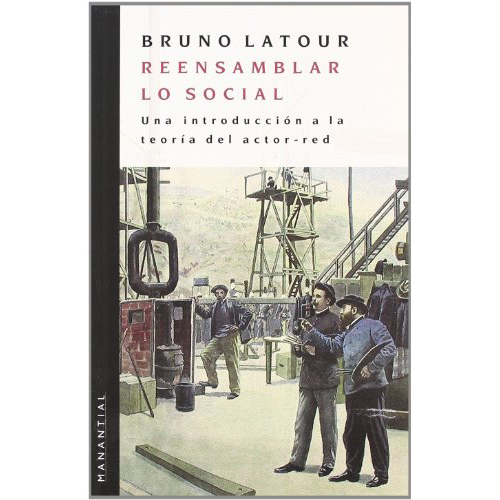 BRUNO LATOUR
REENSAMBLAR
LO SOCIAL
Una introducción a la
teoría del actor-red
MANANTIAL